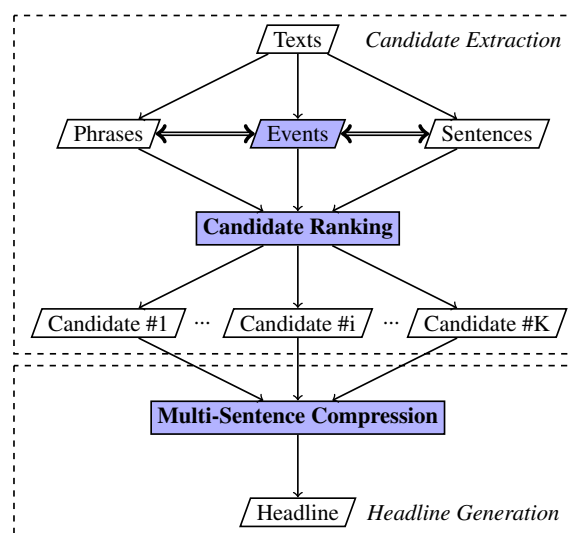 Texts
Candidate Extraction
Phrases
Events
Sentences
Candidate Ranking
Candidate #1 ... Candidate #i ... Candidate #K
Multi-Sentence Compression
Headline
Headline Generation